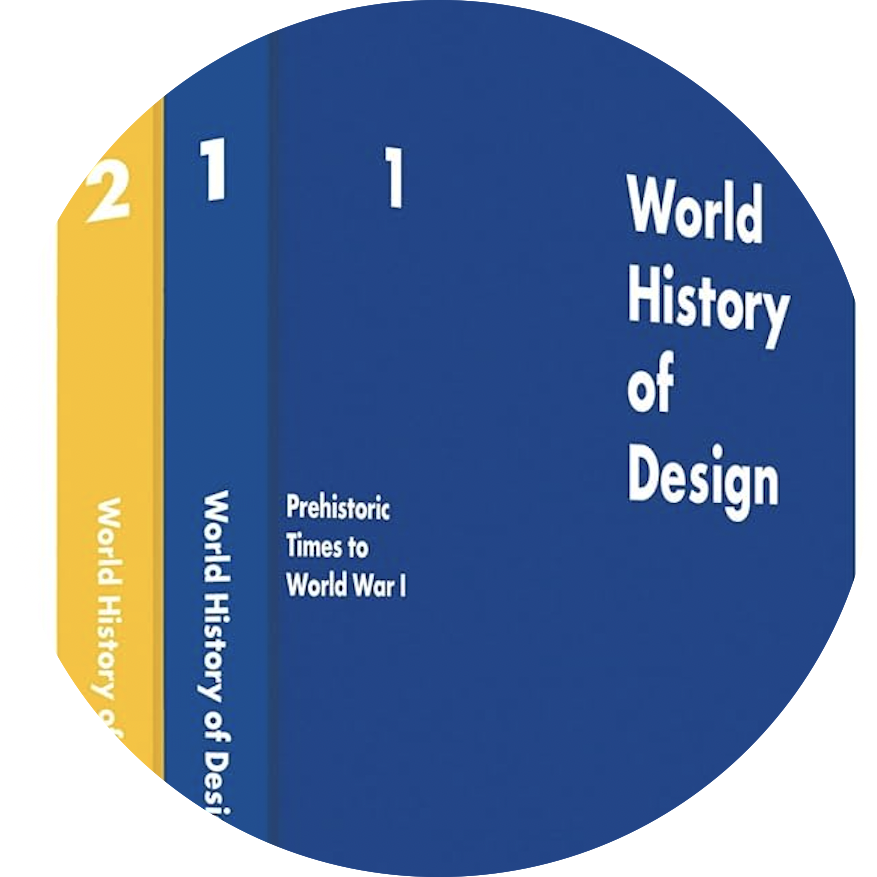 2
World History of
1
World History of Desi
1
Prehistoric
Times to
World War I
World
History
of
Design